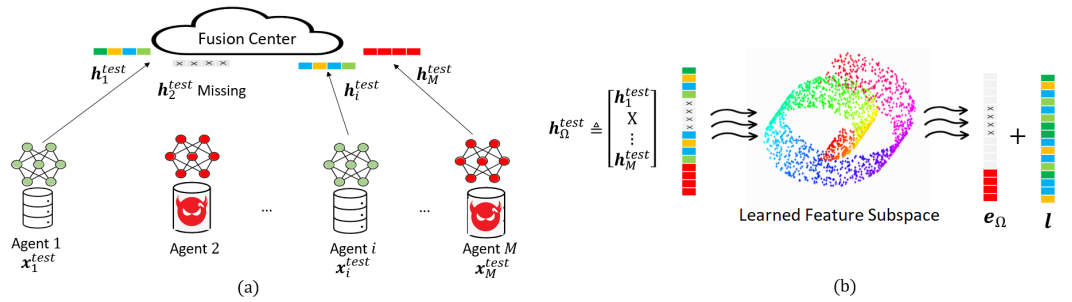 Fusion Center
h_1^{test}
h_2^{test} Missing
h_i^{test}
h_M^{test}
X X X X
... ...
Agent 1 Agent 2 Agent i Agent M
x_1^{test} x_i^{test} x_M^{test}
(a)
h_Ω^{test} ≜ [h_1^{test} X ⋮ h_M^{test}]
X
X
X
X
X
X
X
X
+
Learned Feature Subspace
e_Ω l
(b)